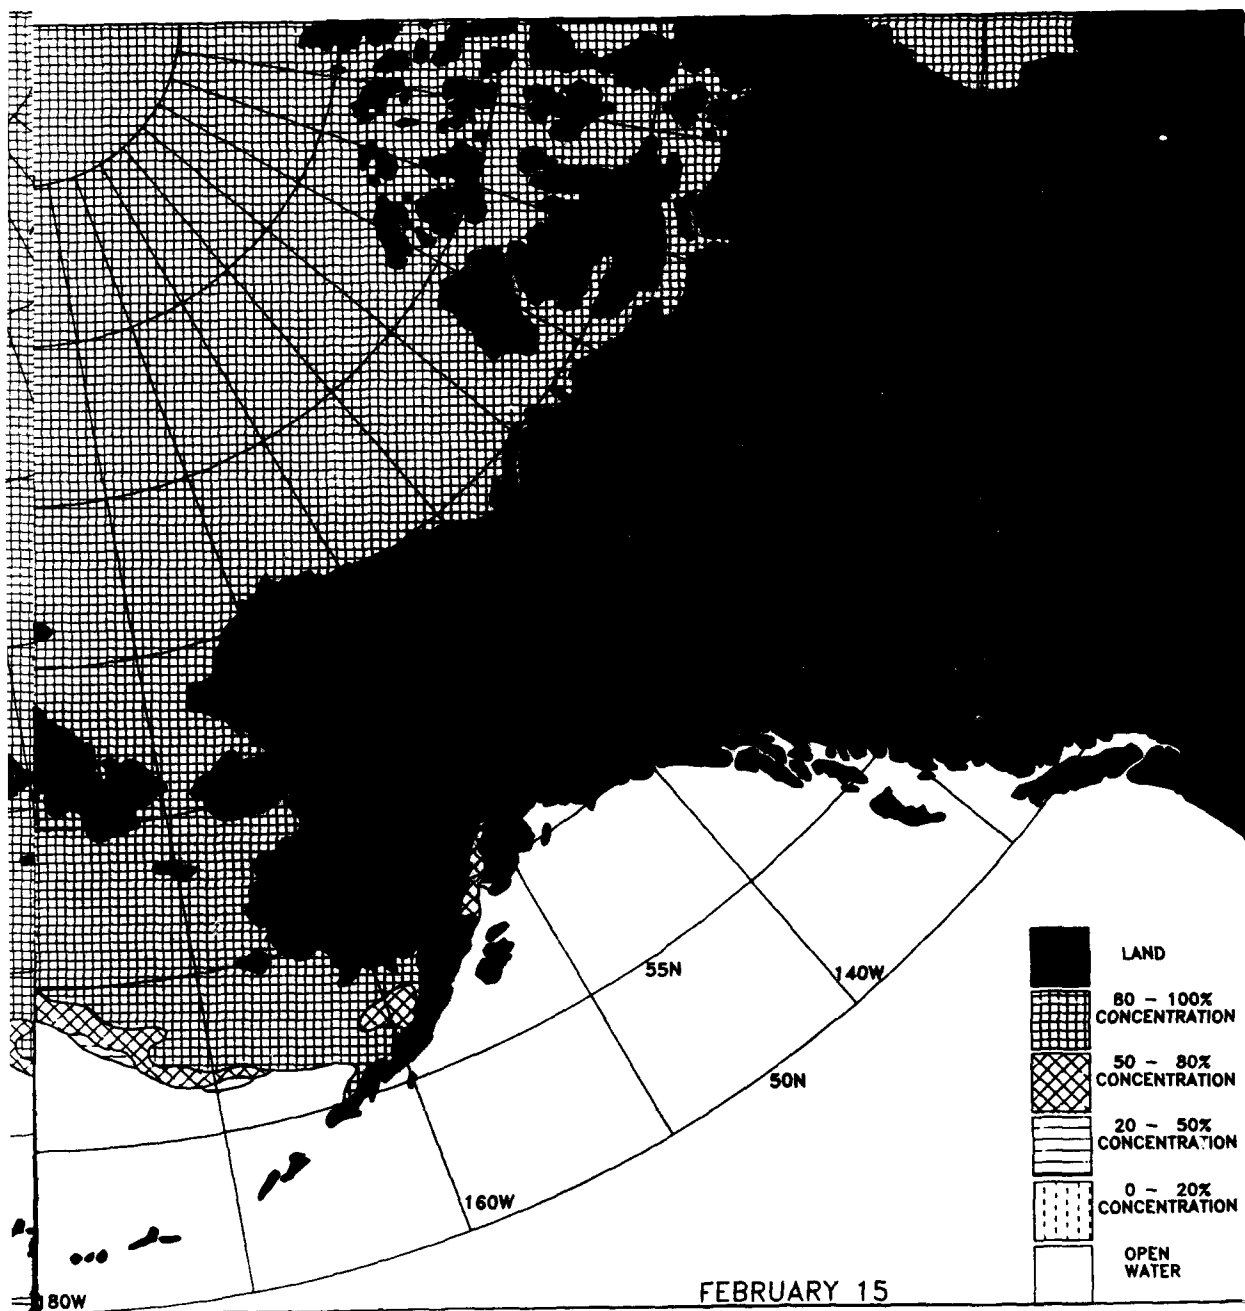 LAND
80 - 100%
CONCENTRATION
55N
140W
50 - 80%
CONCENTRATION
50N
20 - 50%
CONCENTRATION
0 - 20%
CONCENTRATION
160W
OPEN
WATER
180W
FEBRUARY 15